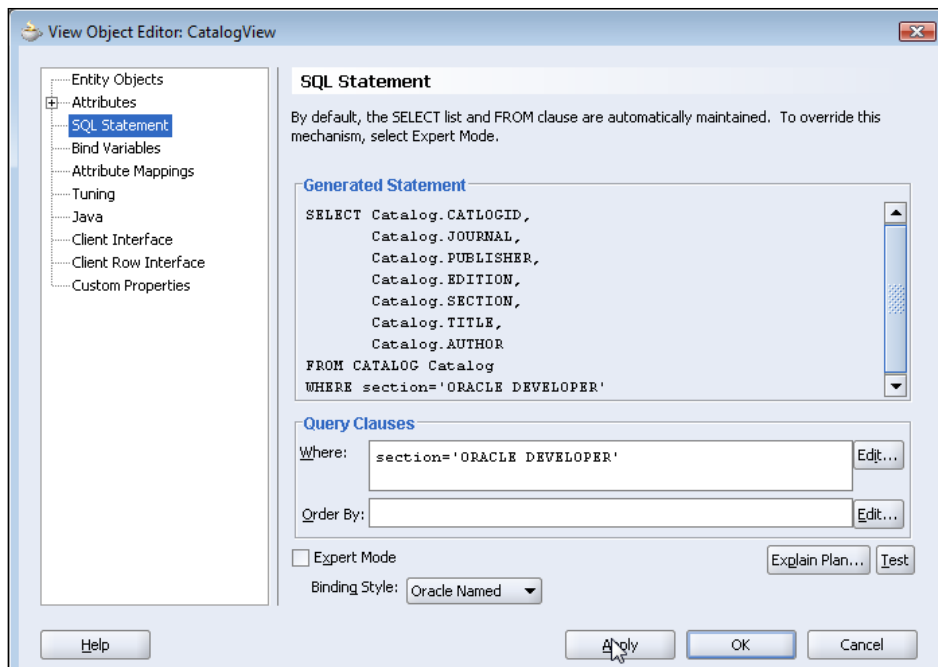 View Object Editor: CatalogView
Entity Objects
Attributes
SQL Statement
Bind Variables
Attribute Mappings
Tuning
Java
Client Interface
Client Row Interface
Custom Properties
SQL Statement
By default, the SELECT list and FROM clause are automatically maintained. To override this
mechanism, select Expert Mode.
Generated Statement
SELECT Catalog.CATLOGID,
Catalog.JOURNAL,
Catalog.PUBLISHER,
Catalog.EDITION,
Catalog.SECTION,
Catalog.TITLE,
Catalog.AUTHOR
FROM CATALOG Catalog
WHERE section='ORACLE DEVELOPER'
Query Clauses
Where: section='ORACLE DEVELOPER' Edit...
Order By: Edit...
Expert Mode Explain Plan... Test
Binding Style: Oracle Named
Help Apply OK Cancel